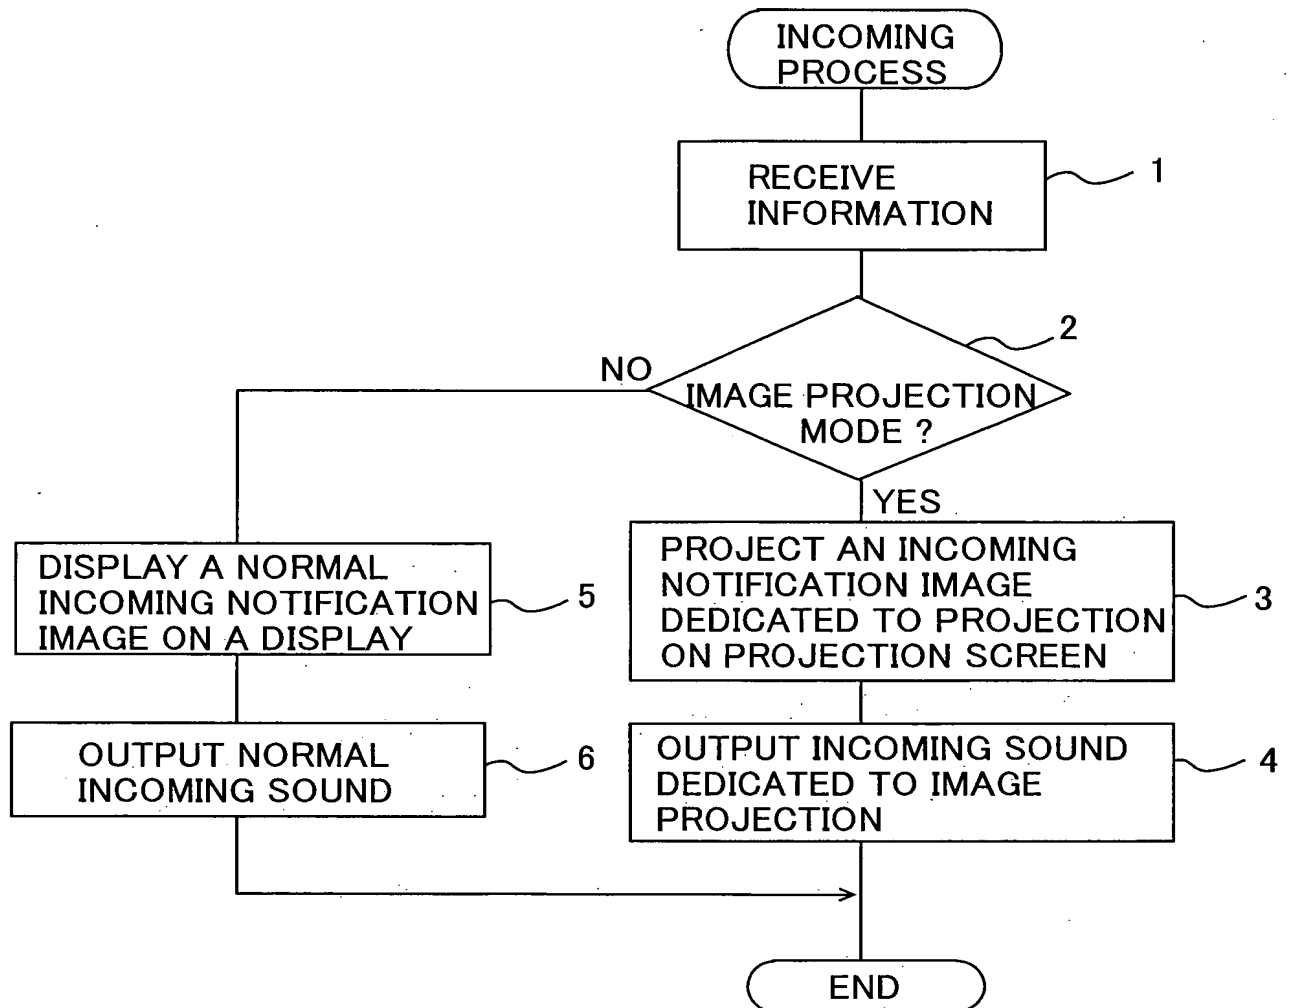 INCOMING
PROCESS
RECEIVE
INFORMATION
1
2
NO
IMAGE PROJECTION
MODE ?
YES
DISPLAY A NORMAL
INCOMING NOTIFICATION
IMAGE ON A DISPLAY
5
PROJECT AN INCOMING
NOTIFICATION IMAGE
DEDICATED TO PROJECTION
ON PROJECTION SCREEN
3
OUTPUT NORMAL
INCOMING SOUND
6
OUTPUT INCOMING SOUND
DEDICATED TO IMAGE
PROJECTION
4
END